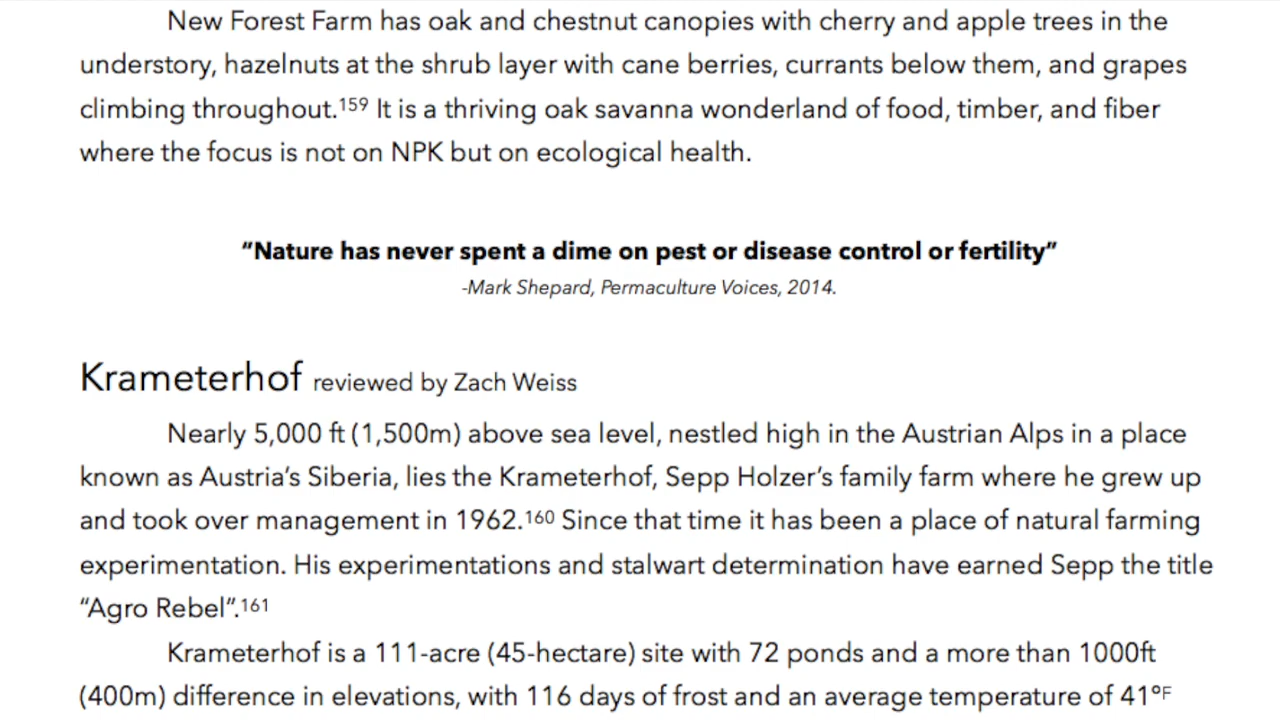 New Forest Farm has oak and chestnut canopies with cherry and apple trees in the
understory, hazelnuts at the shrub layer with cane berries, currants below them, and grapes
climbing throughout.159 It is a thriving oak savanna wonderland of food, timber, and fiber
where the focus is not on NPK but on ecological health.
“Nature has never spent a dime on pest or disease control or fertility”
-Mark Shepard, Permaculture Voices, 2014.
Krameterhof reviewed by Zach Weiss
Nearly 5,000 ft (1,500m) above sea level, nestled high in the Austrian Alps in a place
known as Austria’s Siberia, lies the Krameterhof, Sepp Holzer’s family farm where he grew up
and took over management in 1962.160 Since that time it has been a place of natural farming
experimentation. His experimentations and stalwart determination have earned Sepp the title
“Agro Rebel”.161
Krameterhof is a 111-acre (45-hectare) site with 72 ponds and a more than 1000ft
(400m) difference in elevations, with 116 days of frost and an average temperature of 41ºF